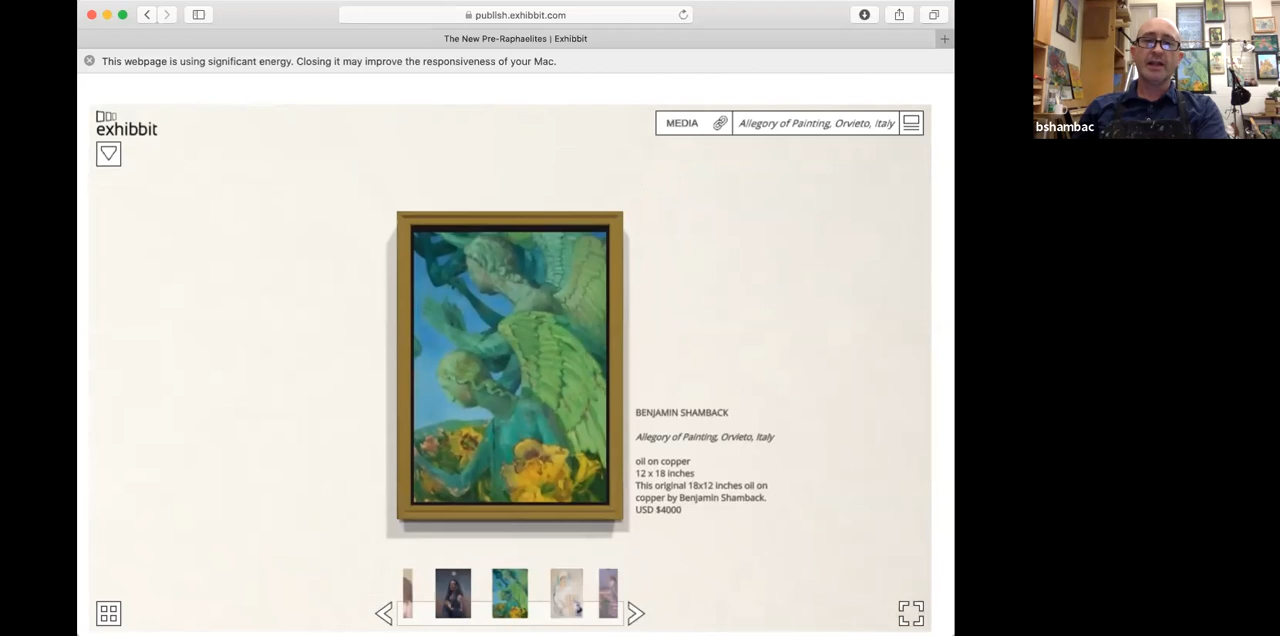 publish.exhibbit.com
The New Pre-Raphaelites | Exhibbit
This webpage is using significant energy. Closing it may improve the responsiveness of your Mac.
exhibbit
MEDIA
Allegory of Painting, Orvieto, italy
bshambac
BENJAMIN SHAMBACK
Allegory of Painting, Orvieto, Italy
oil on copper
12 x 18 inches
This original 18x12 inches oil on
copper by Benjamin Shamback.
USD $4000